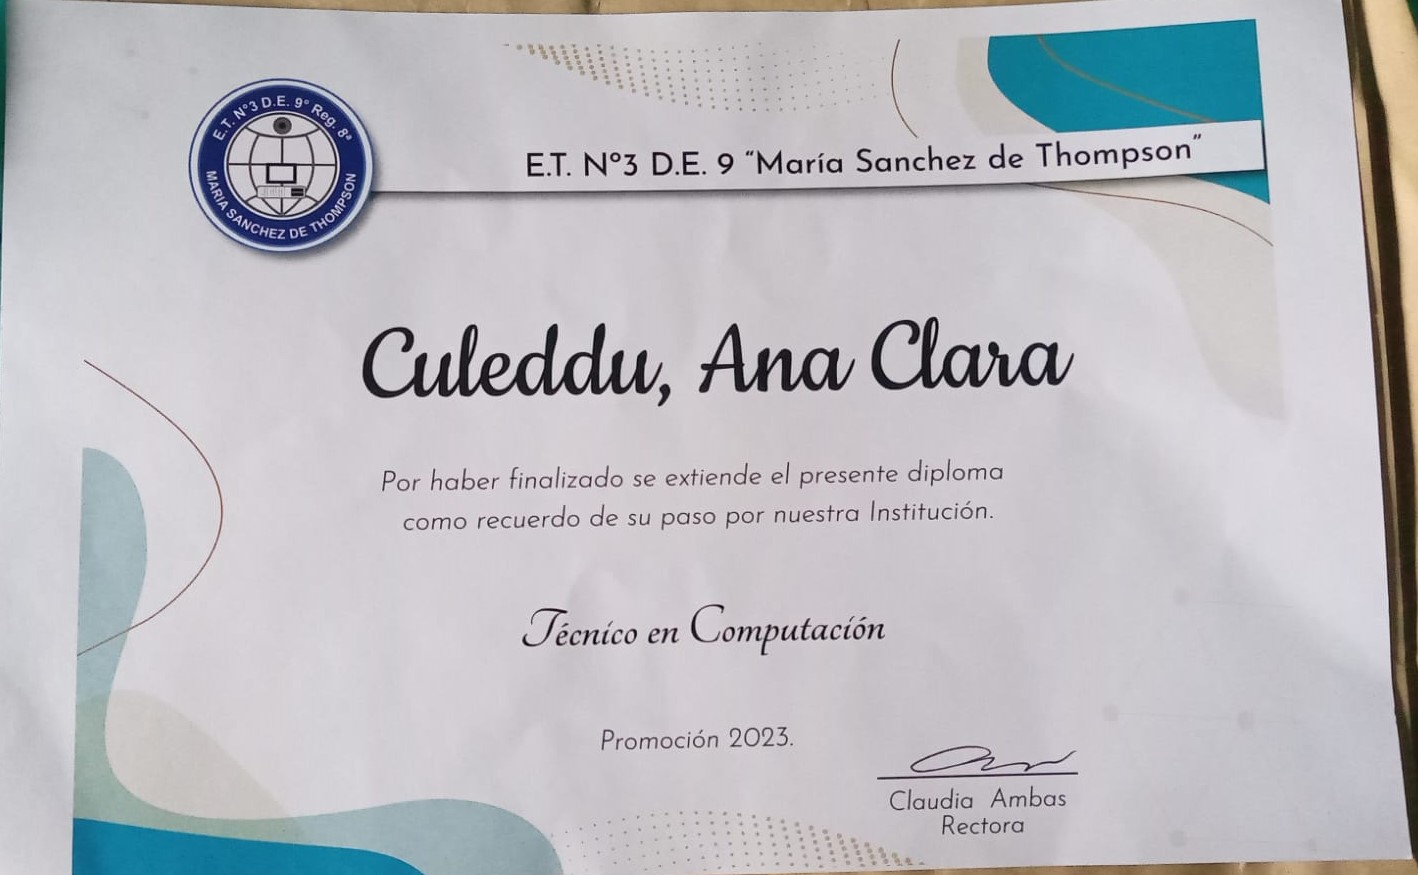 E.T. N°3 D.E. 9° Reg. 8ª
MARIA SANCHEZ DE THOMPSON
E.T. N°3 D.E. 9 "María Sanchez de Thompson"
Culeddu, Ana Clara
Por haber finalizado se extiende el presente diploma
como recuerdo de su paso por nuestra Institución.
Técnico en Computación
Promoción 2023.
Claudia Ambas
Rectora